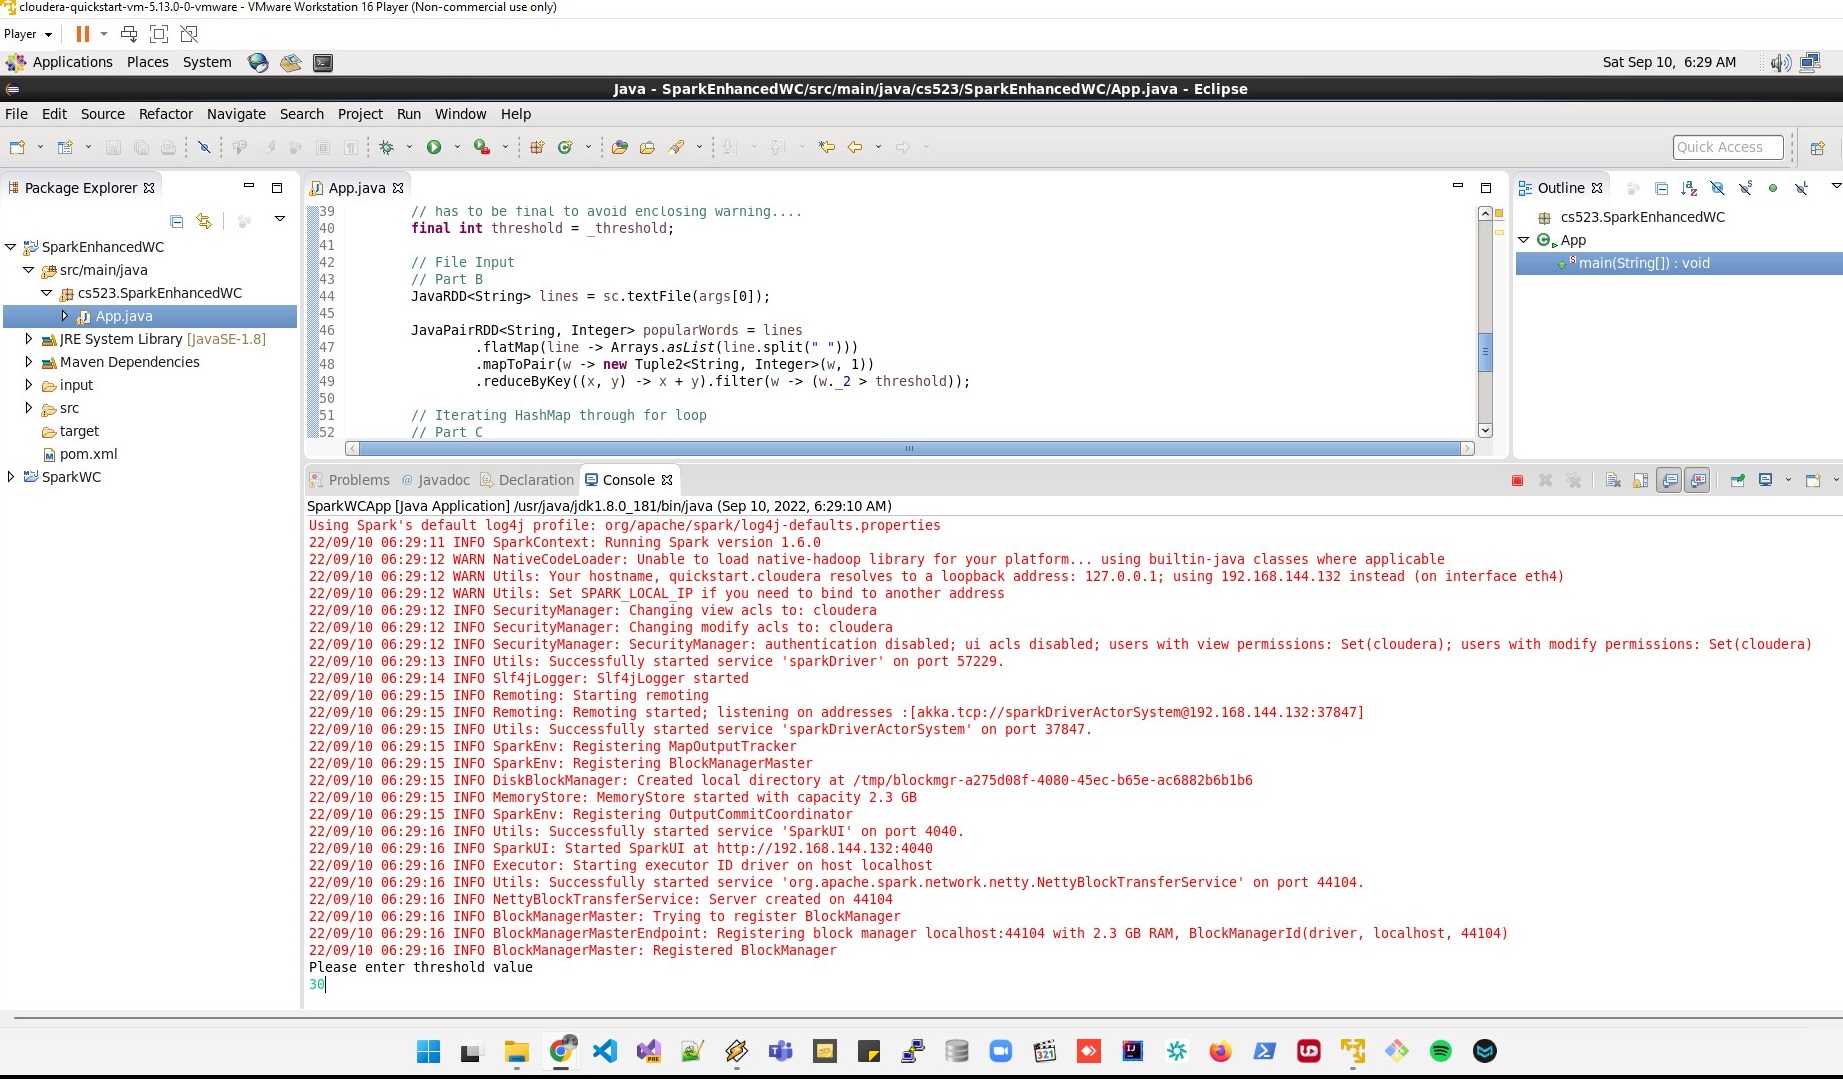 cloudera-quickstart-vm-5.13.0-0-vmware - VMware Workstation 16 Player (Non-commercial use only)
Player
Applications Places System
Sat Sep 10, 6:29 AM
Java - SparkEnhancedWC/src/main/java/cs523/SparkEnhancedWC/App.java - Eclipse
File Edit Source Refactor Navigate Search Project Run Window Help
Quick Access
Package Explorer
SparkEnhancedWC
src/main/java
cs523.SparkEnhancedWC
App.java
JRE System Library [JavaSE-1.8]
Maven Dependencies
input
src
target
pom.xml
SparkWC
App.java
39 // has to be final to avoid enclosing warning....
40 final int threshold = _threshold;
41
42 // File Input
43 // Part B
44 JavaRDD<String> lines = sc.textFile(args[0]);
45
46 JavaPairRDD<String, Integer> popularWords = lines
47 .flatMap(line -> Arrays.asList(line.split(" ")))
48 .mapToPair(w -> new Tuple2<String, Integer>(w, 1))
49 .reduceByKey((x, y) -> x + y).filter(w -> (w._2 > threshold));
50
51 // Iterating HashMap through for loop
52 // Part C
Outline
cs523.SparkEnhancedWC
App
main(String[]) : void
Problems @ Javadoc Declaration Console
SparkWCApp [Java Application] /usr/java/jdk1.8.0_181/bin/java (Sep 10, 2022, 6:29:10 AM)
Using Spark's default log4j profile: org/apache/spark/log4j-defaults.properties
22/09/10 06:29:11 INFO SparkContext: Running Spark version 1.6.0
22/09/10 06:29:12 WARN NativeCodeLoader: Unable to load native-hadoop library for your platform... using builtin-java classes where applicable
22/09/10 06:29:12 WARN Utils: Your hostname, quickstart.cloudera resolves to a loopback address: 127.0.0.1; using 192.168.144.132 instead (on interface eth4)
22/09/10 06:29:12 WARN Utils: Set SPARK_LOCAL_IP if you need to bind to another address
22/09/10 06:29:12 INFO SecurityManager: Changing view acls to: cloudera
22/09/10 06:29:12 INFO SecurityManager: Changing modify acls to: cloudera
22/09/10 06:29:12 INFO SecurityManager: SecurityManager: authentication disabled; ui acls disabled; users with view permissions: Set(cloudera); users with modify permissions: Set(cloudera)
22/09/10 06:29:13 INFO Utils: Successfully started service 'sparkDriver' on port 57229.
22/09/10 06:29:14 INFO Slf4jLogger: Slf4jLogger started
22/09/10 06:29:15 INFO Remoting: Starting remoting
22/09/10 06:29:15 INFO Remoting: Remoting started; listening on addresses :[akka.tcp://sparkDriverActorSystem@192.168.144.132:37847]
22/09/10 06:29:15 INFO Utils: Successfully started service 'sparkDriverActorSystem' on port 37847.
22/09/10 06:29:15 INFO SparkEnv: Registering MapOutputTracker
22/09/10 06:29:15 INFO SparkEnv: Registering BlockManagerMaster
22/09/10 06:29:15 INFO DiskBlockManager: Created local directory at /tmp/blockmgr-a275d08f-4080-45ec-b65e-ac6882b6b1b6
22/09/10 06:29:15 INFO MemoryStore: MemoryStore started with capacity 2.3 GB
22/09/10 06:29:15 INFO SparkEnv: Registering OutputCommitCoordinator
22/09/10 06:29:16 INFO Utils: Successfully started service 'SparkUI' on port 4040.
22/09/10 06:29:16 INFO SparkUI: Started SparkUI at http://192.168.144.132:4040
22/09/10 06:29:16 INFO Executor: Starting executor ID driver on host localhost
22/09/10 06:29:16 INFO Utils: Successfully started service 'org.apache.spark.network.netty.NettyBlockTransferService' on port 44104.
22/09/10 06:29:16 INFO NettyBlockTransferService: Server created on 44104
22/09/10 06:29:16 INFO BlockManagerMaster: Trying to register BlockManager
22/09/10 06:29:16 INFO BlockManagerMasterEndpoint: Registering block manager localhost:44104 with 2.3 GB RAM, BlockManagerId(driver, localhost, 44104)
22/09/10 06:29:16 INFO BlockManagerMaster: Registered BlockManager
Please enter threshold value
30